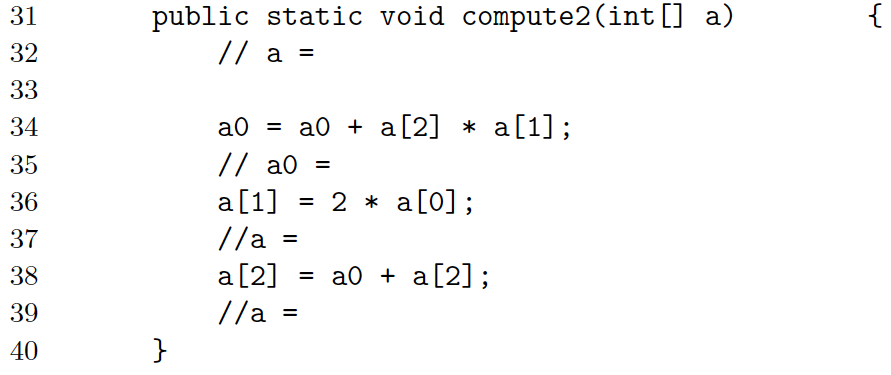 31 public static void compute2(int[] a) {
32 // a =
33
34 a0 = a0 + a[2] * a[1];
35 // a0 =
36 a[1] = 2 * a[0];
37 //a =
38 a[2] = a0 + a[2];
39 //a =
40 }